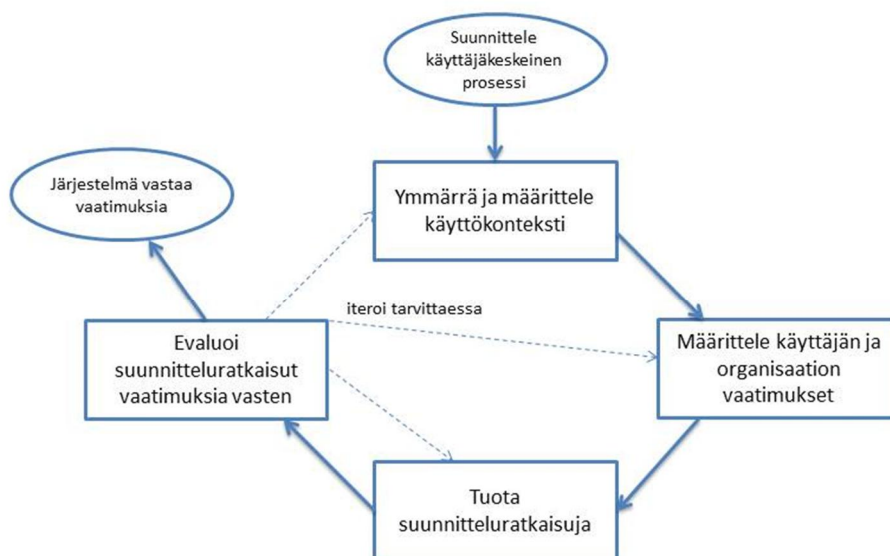 Suunnittele
käyttäjäkeskeinen
prosessi
Järjestelmä vastaa
vaatimuksia
Ymmärrä ja määrittele
käyttökonteksti
iteroi tarvittaessa
Evaluoi
suunnitteluratkaisut
vaatimuksia vasten
Määrittele käyttäjän ja
organisaation
vaatimukset
Tuota
suunnitteluratkaisuja